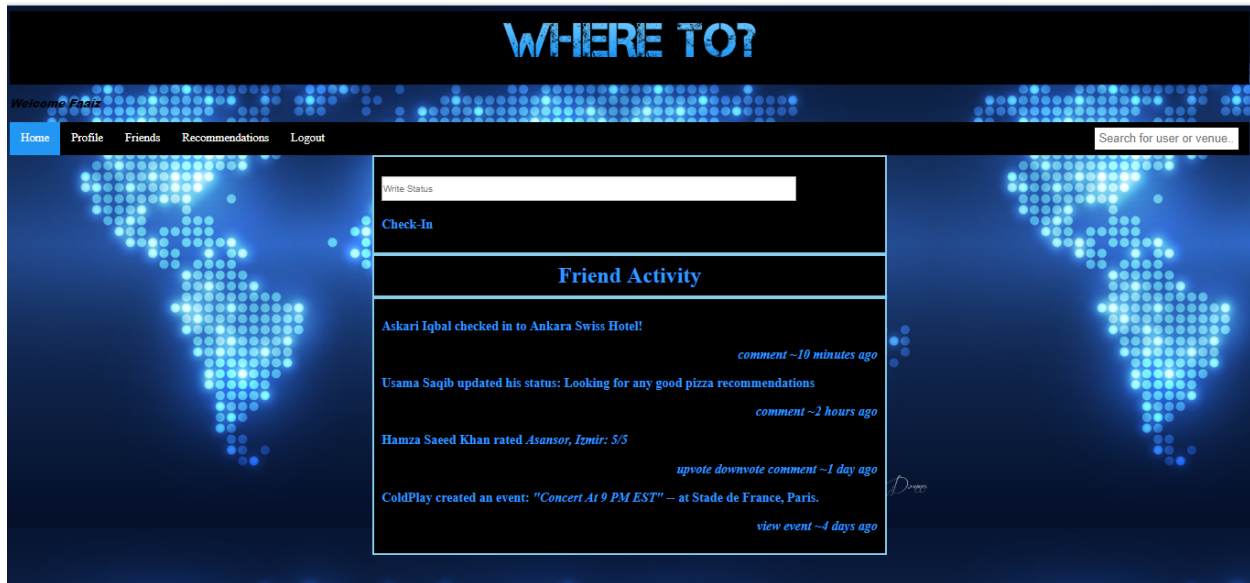 WHERE TO?
Welcome Faaiz
Home Profile Friends Recommendations Logout Search for user or venue..
Write Status
Check-In
Friend Activity
Askari Iqbal checked in to Ankara Swiss Hotel!
comment ~10 minutes ago
Usama Saqib updated his status: Looking for any good pizza recommendations
comment ~2 hours ago
Hamza Saeed Khan rated Asansor, Izmir: 5/5
upvote downvote comment ~1 day ago
ColdPlay created an event: "Concert At 9 PM EST" -- at Stade de France, Paris.
view event ~4 days ago